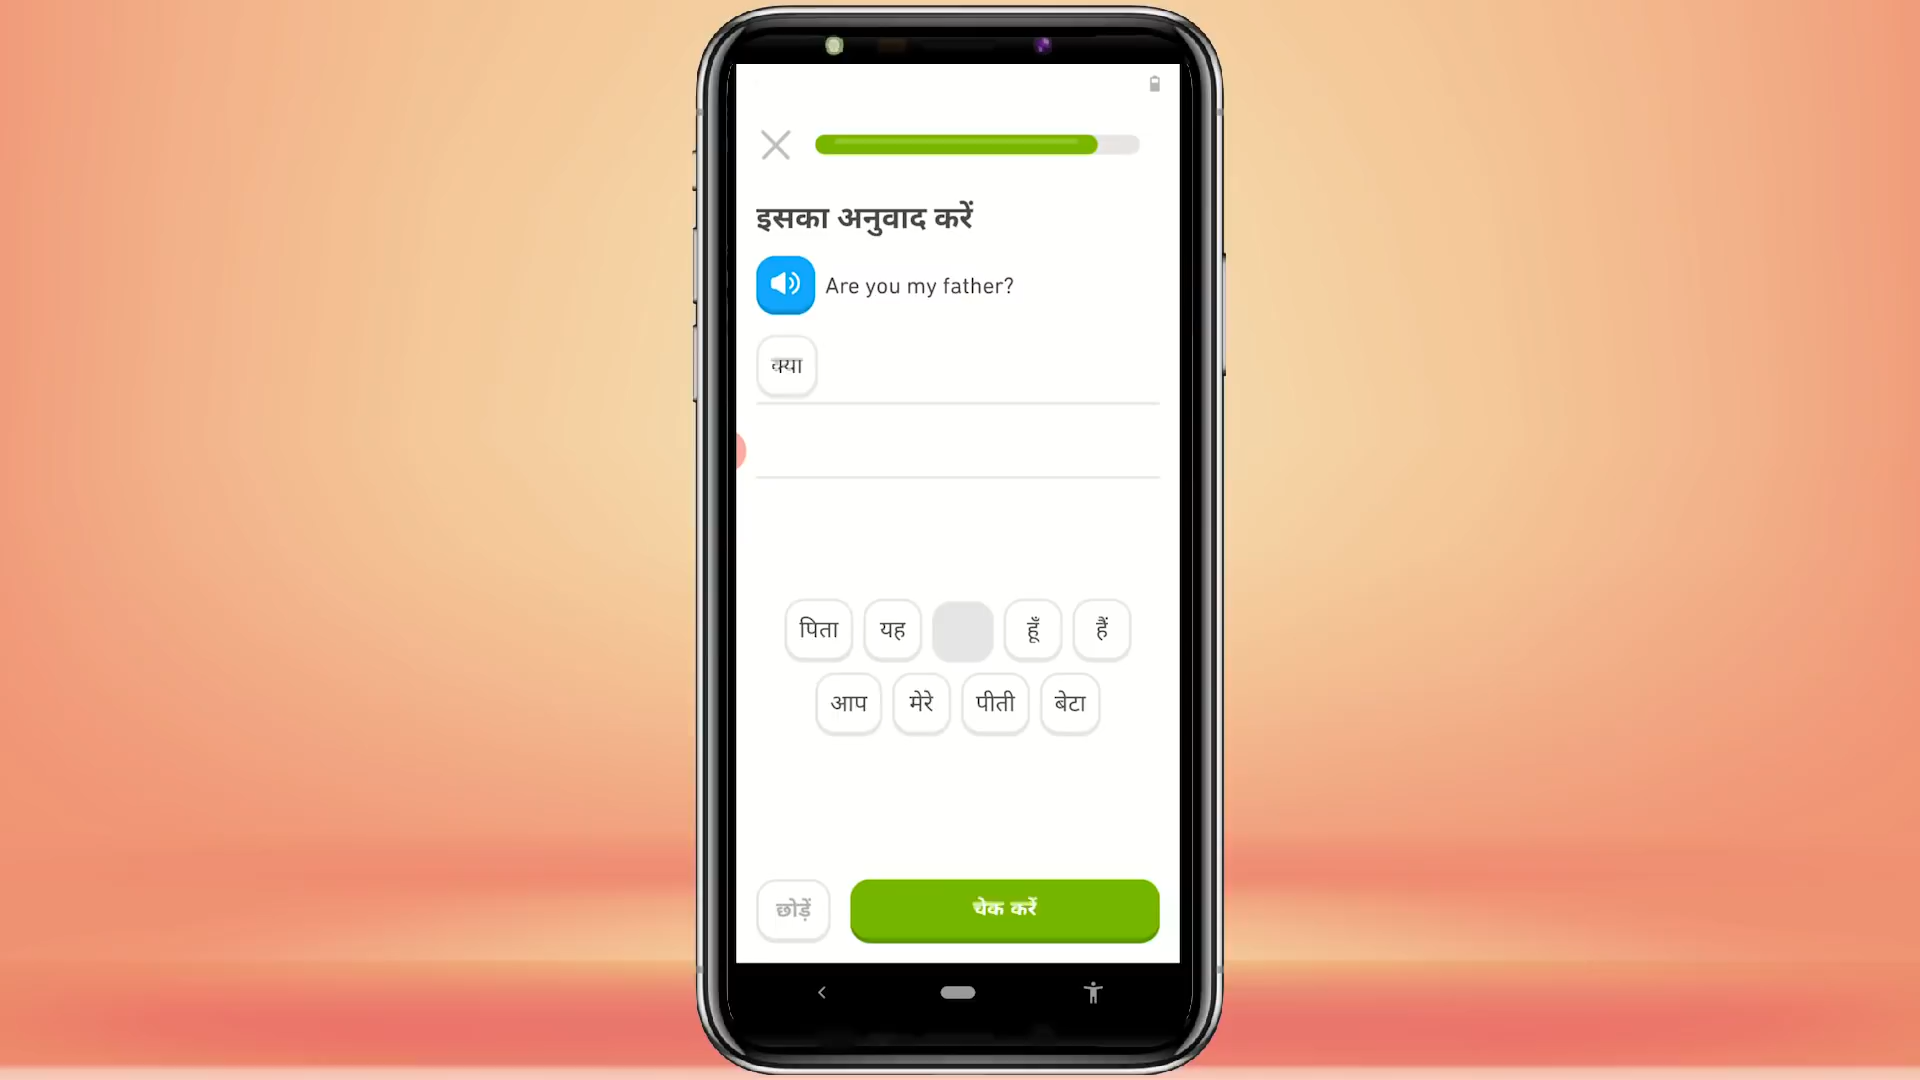 इसका अनुवाद करें
Are you my father?
क्या
पिता यह हूँ हैं
आप मेरे पीती बेटा
छोड़ें चेक करें